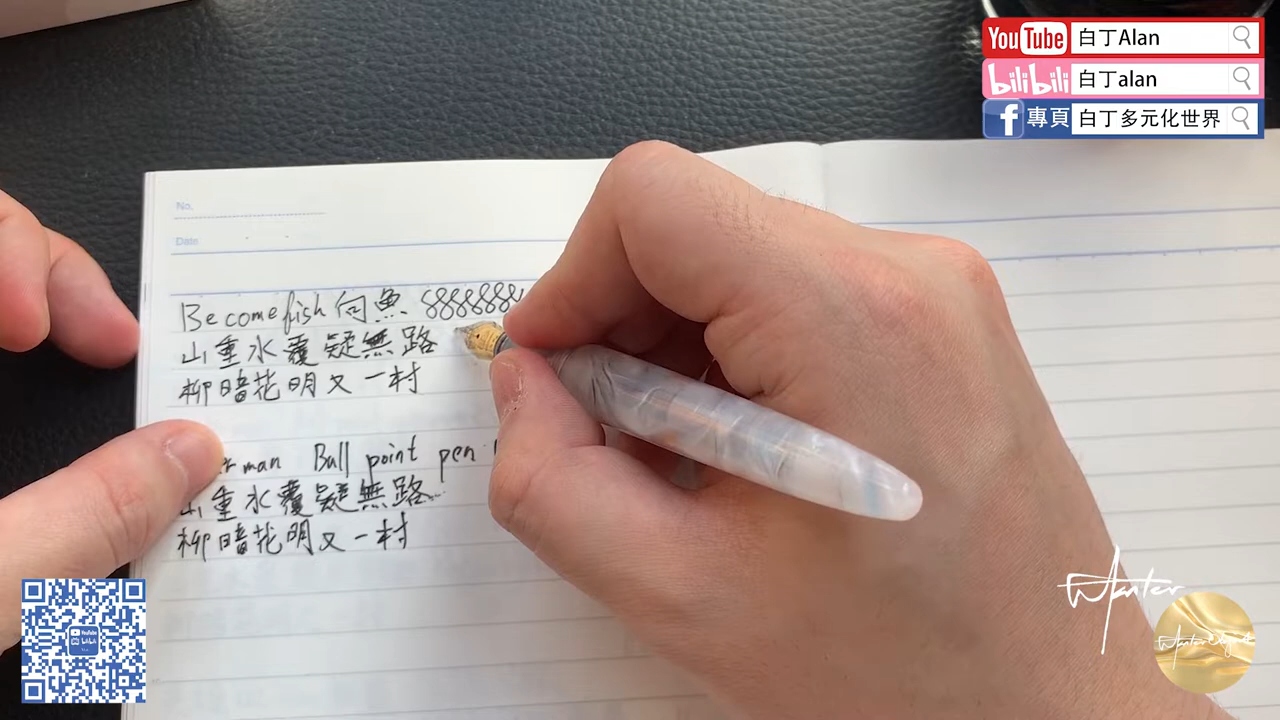 YouTube 白丁Alan
bilibili 白丁alan
f 專頁 白丁多元化世界
No.
Date
Becomefish 向魚 8888888
山重水覆疑無路
柳暗花明又一村
man Ball point pen
山重水覆疑無路
柳暗花明又一村
Wanter